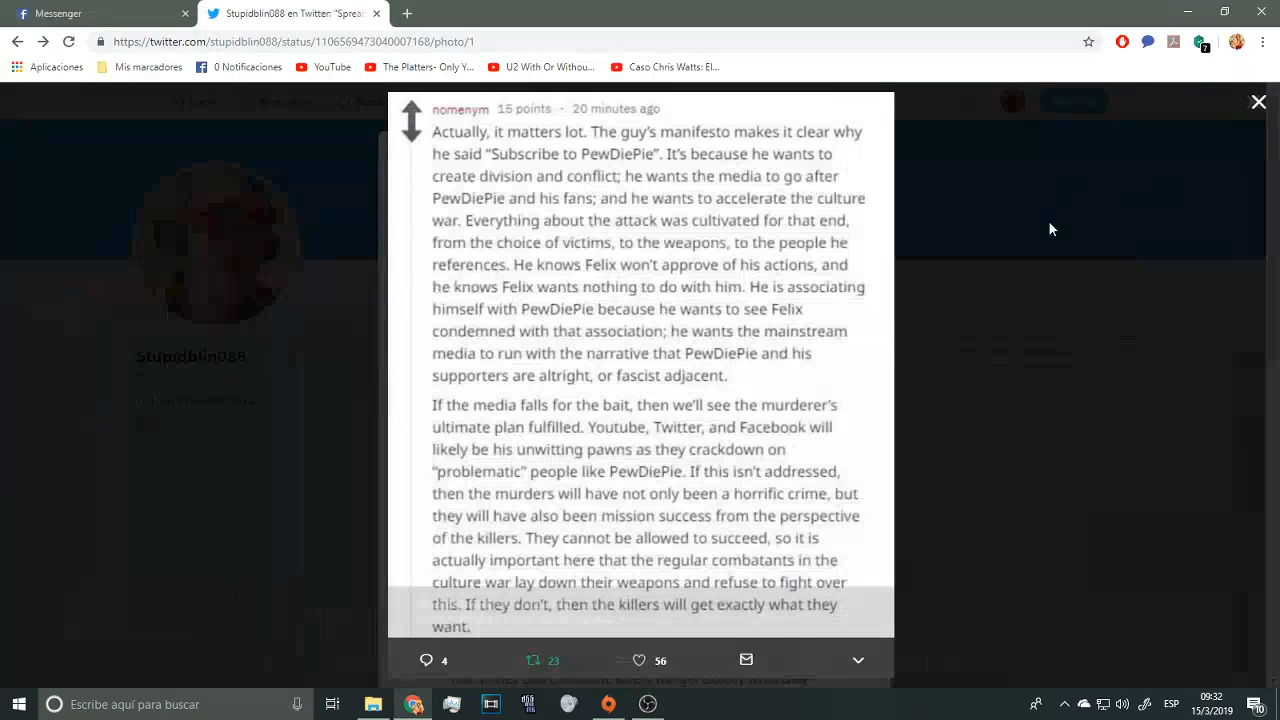 Messenger
Stupidblin088 en Twitter: "Sprea
https://twitter.com/stupidblin088/status/1106569473040007168/photo/1
7
Aplicaciones
Mis marcadores
0 Notificaciones
YouTube
The Platters- Only Y...
U2 With Or Withou...
Caso Chris Watts: El...
nomenym 15 points · 20 minutes ago
Actually, it matters lot. The guy's manifesto makes it clear why
he said "Subscribe to PewDiePie". It's because he wants to
create division and conflict; he wants the media to go after
PewDiePie and his fans; and he wants to accelerate the culture
war. Everything about the attack was cultivated for that end,
from the choice of victims, to the weapons, to the people he
references. He knows Felix won't approve of his actions, and
he knows Felix wants nothing to do with him. He is associating
himself with PewDiePie because he wants to see Felix
condemned with that association; he wants the mainstream
media to run with the narrative that PewDiePie and his
supporters are altright, or fascist adjacent.
If the media falls for the bait, then we'll see the murderer's
ultimate plan fulfilled. Youtube, Twitter, and Facebook will
likely be his unwitting pawns as they crackdown on
"problematic" people like PewDiePie. If this isn't addressed,
then the murders will have not only been a horrific crime, but
they will have also been mission success from the perspective
of the killers. They cannot be allowed to succeed, so it is
actually important here that the regular combatants in the
culture war lay down their weapons and refuse to fight over
this. If they don't, then the killers will get exactly what they
want.
Stupidblin088
4
23
56
Escribe aquí para buscar
ESP
09:32
15/3/2019
10